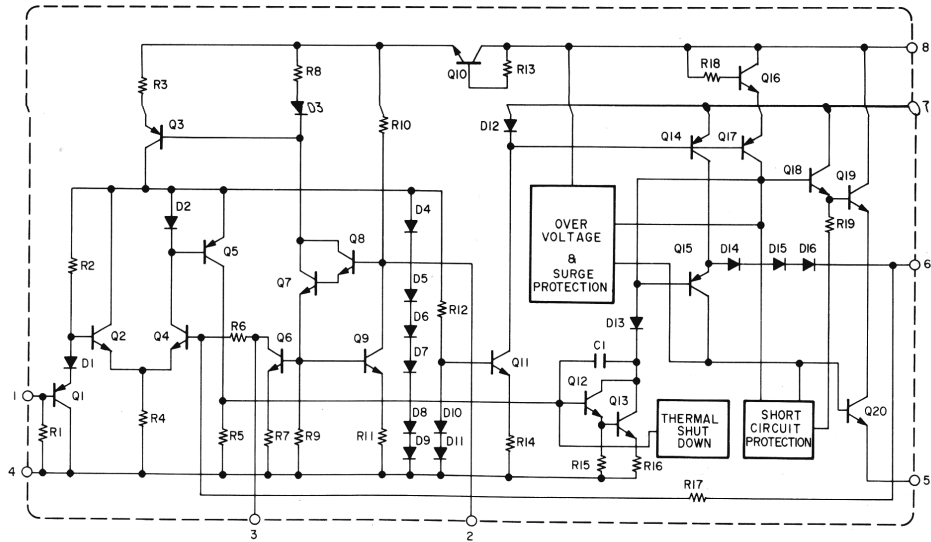 8
R3
R8
Q10
R13
R18
Q16
D3
7
Q3
R10
D12
Q14
Q17
Q18
Q19
D2
D4
OVER
VOLTAGE
&
SURGE
PROTECTION
R19
R2
Q5
Q8
Q15
D14
D15
D16
6
Q7
D5
R12
Q2
Q4
R6
Q6
Q9
D6
D13
D7
D1
C1
Q11
1
Q1
Q12
Q13
R1
R4
R5
R7
R9
R11
D8
D10
D9
D11
R14
THERMAL
SHUT
DOWN
SHORT
CIRCUIT
PROTECTION
Q20
4
R15
R16
5
R17
3
2